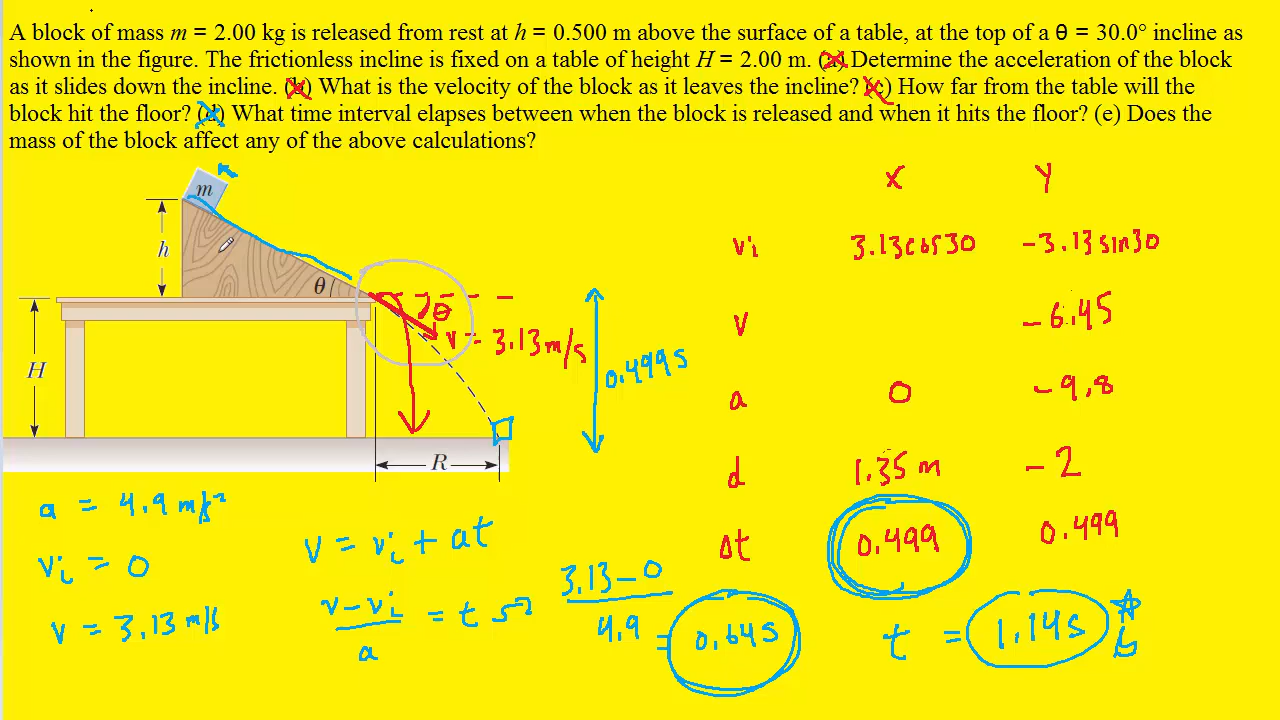 A block of mass m = 2.00 kg is released from rest at h = 0.500 m above the surface of a table, at the top of a θ = 30.0° incline as
shown in the figure. The frictionless incline is fixed on a table of height H = 2.00 m. (a) Determine the acceleration of the block
as it slides down the incline. (b) What is the velocity of the block as it leaves the incline? (c) How far from the table will the
block hit the floor? (d) What time interval elapses between when the block is released and when it hits the floor? (e) Does the
mass of the block affect any of the above calculations?
m
h
θ
H
R
θ
v = 3.13 m/s
0.499s
x y
vi 3.13cos30 -3.13sin30
v -6.45
a 0 -9.8
d 1.35 m -2
Δt 0.499 0.499
a = 4.9 m/s²
vi = 0
v = 3.13 m/s
v = vi + at
v-vi / a = t
3.13-0 / 4.9 = 0.64s
t = 1.14s